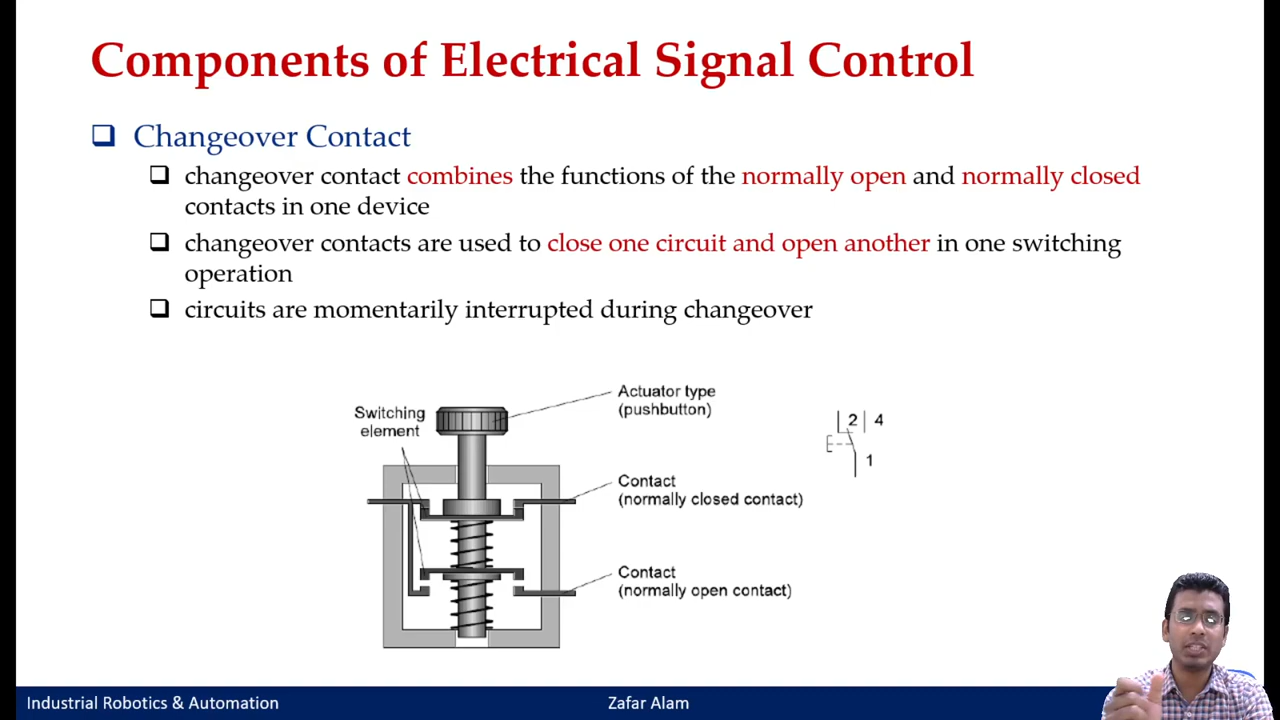 Components of Electrical Signal Control
Changeover Contact
changeover contact combines the functions of the normally open and normally closed
contacts in one device
changeover contacts are used to close one circuit and open another in one switching
operation
circuits are momentarily interrupted during changeover
Actuator type
(pushbutton)
Switching
element
2 4
1
Contact
(normally closed contact)
Contact
(normally open contact)
Industrial Robotics & Automation
Zafar Alam